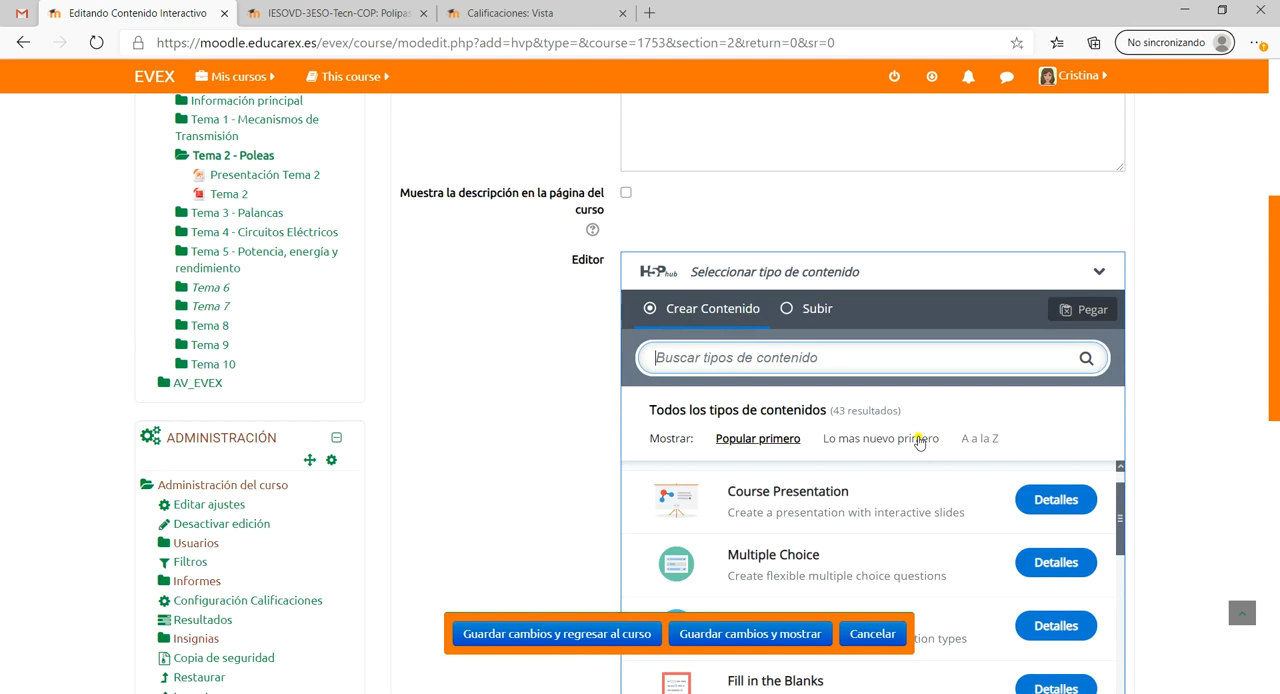 Editando Contenido Interactivo
IESOVD-3ESO-Tecn-COP: Polipas
Calificaciones: Vista
https://moodle.educarex.es/evex/course/modedit.php?add=hvp&type=&course=1753&section=2&return=0&sr=0
No sincronizando
EVEX
Mis cursos
This course
Cristina
Información principal
Tema 1 - Mecanismos de
Transmisión
Tema 2 - Poleas
Presentación Tema 2
Tema 2
Tema 3 - Palancas
Tema 4 - Circuitos Eléctricos
Tema 5 - Potencia, energía y
rendimiento
Tema 6
Tema 7
Tema 8
Tema 9
Tema 10
AV_EVEX
ADMINISTRACIÓN
Administración del curso
Editar ajustes
Desactivar edición
Usuarios
Filtros
Informes
Configuración Calificaciones
Resultados
Insignias
Copia de seguridad
Restaurar
Muestra la descripción en la página del
curso
Editor
H5P hub Seleccionar tipo de contenido
Crear Contenido
Subir
Pegar
Buscar tipos de contenido
Todos los tipos de contenidos (43 resultados)
Mostrar: Popular primero Lo mas nuevo primero A a la Z
Course Presentation
Create a presentation with interactive slides
Detalles
Multiple Choice
Create flexible multiple choice questions
Detalles
tion types
Detalles
Guardar cambios y regresar al curso
Guardar cambios y mostrar
Cancelar
Fill in the Blanks
Detalles